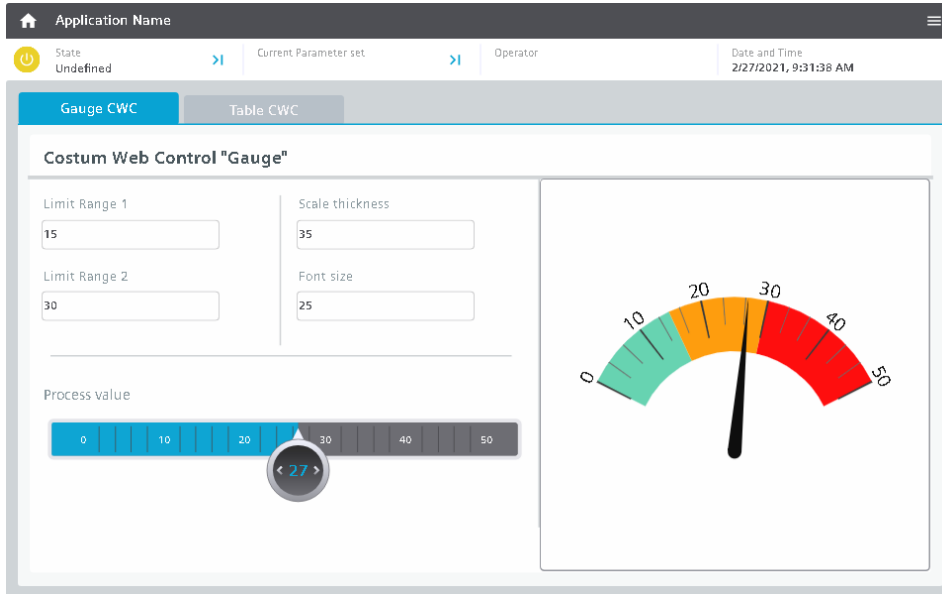 Application Name
State
Undefined
Current Parameter set
Operator
Date and Time
2/27/2021, 9:31:38 AM
Gauge CWC
Table CWC
Costum Web Control "Gauge"
Limit Range 1
15
Scale thickness
35
Limit Range 2
30
Font size
25
Process value
0 10 20 30 40 50
27
0 10 20 30 40 50